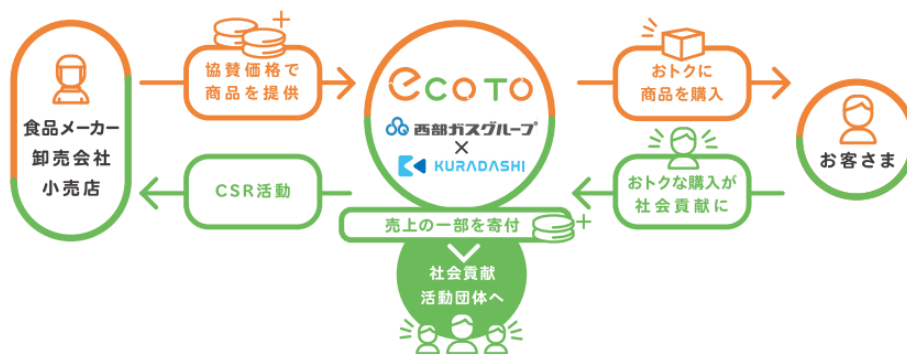 食品メーカー
卸売会社
小売店
協賛価格で
商品を提供
ecoto
西部ガスグループ
×
KURADASHI
おトクに
商品を購入
お客さま
おトクな購入が
社会貢献に
CSR活動
売上の一部を寄付
社会貢献
活動団体へ